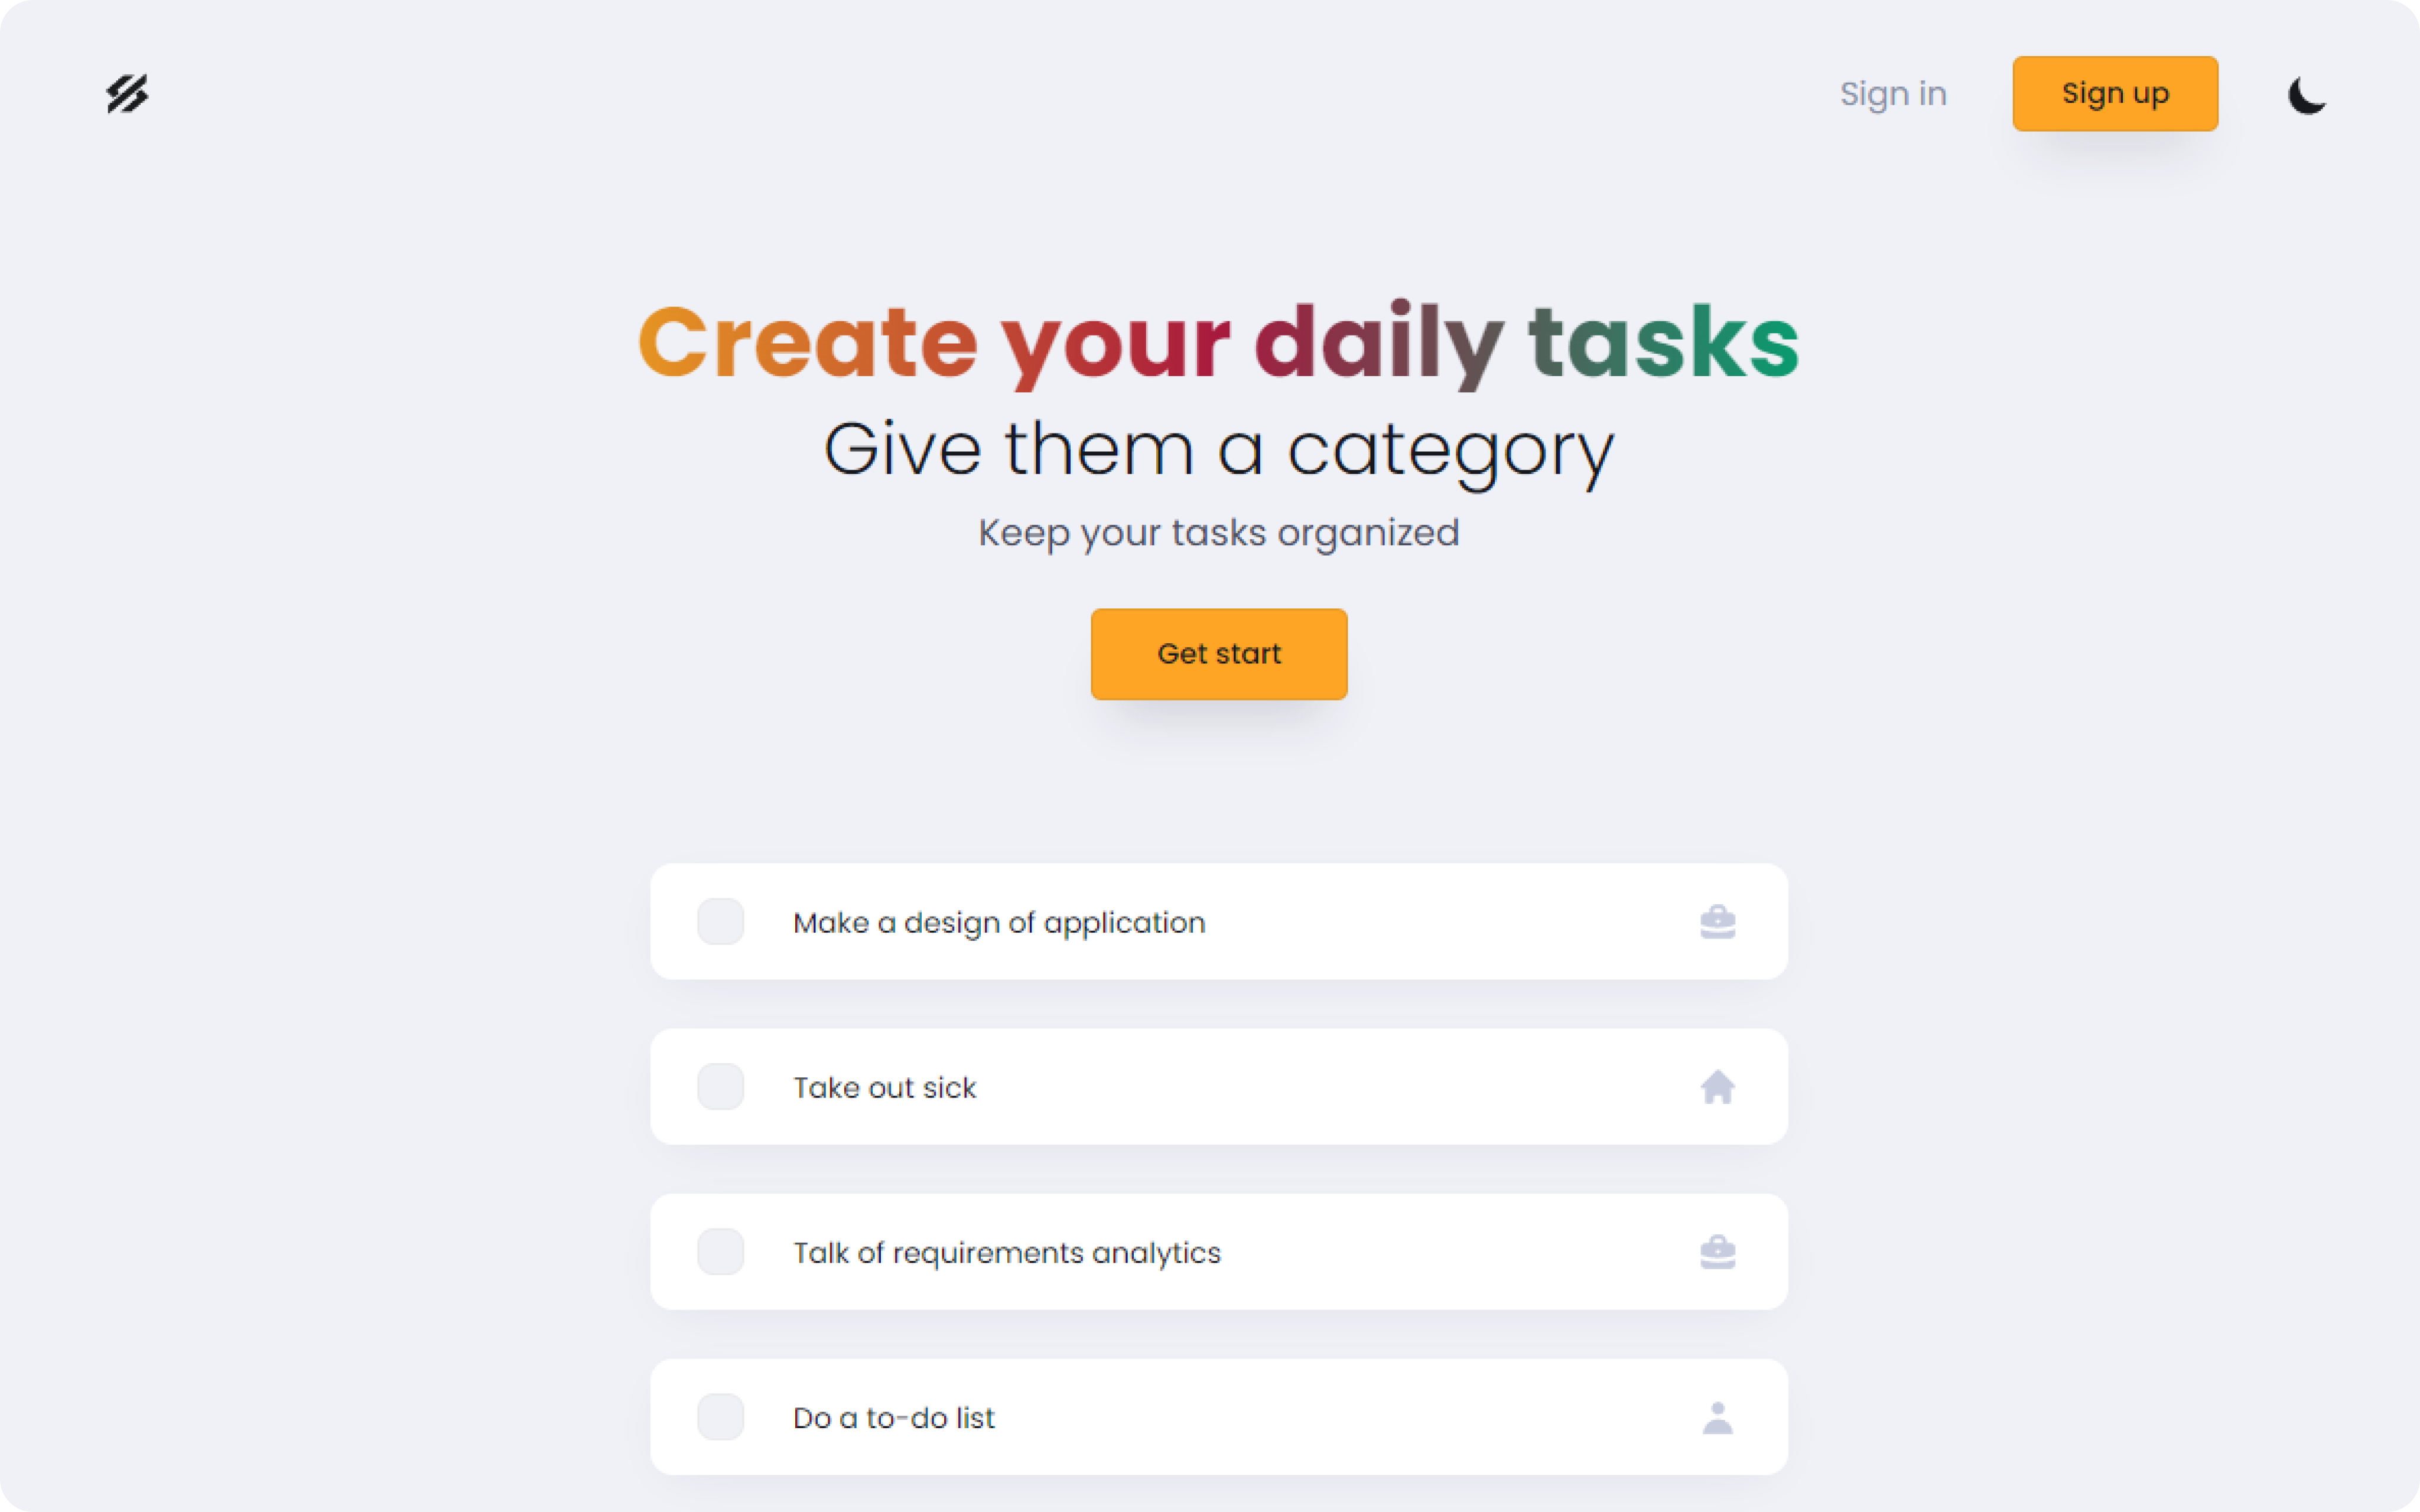 Sign in
Sign up
Create your daily tasks
Give them a category
Keep your tasks organized
Get start
Make a design of application
Take out sick
Talk of requirements analytics
Do a to-do list